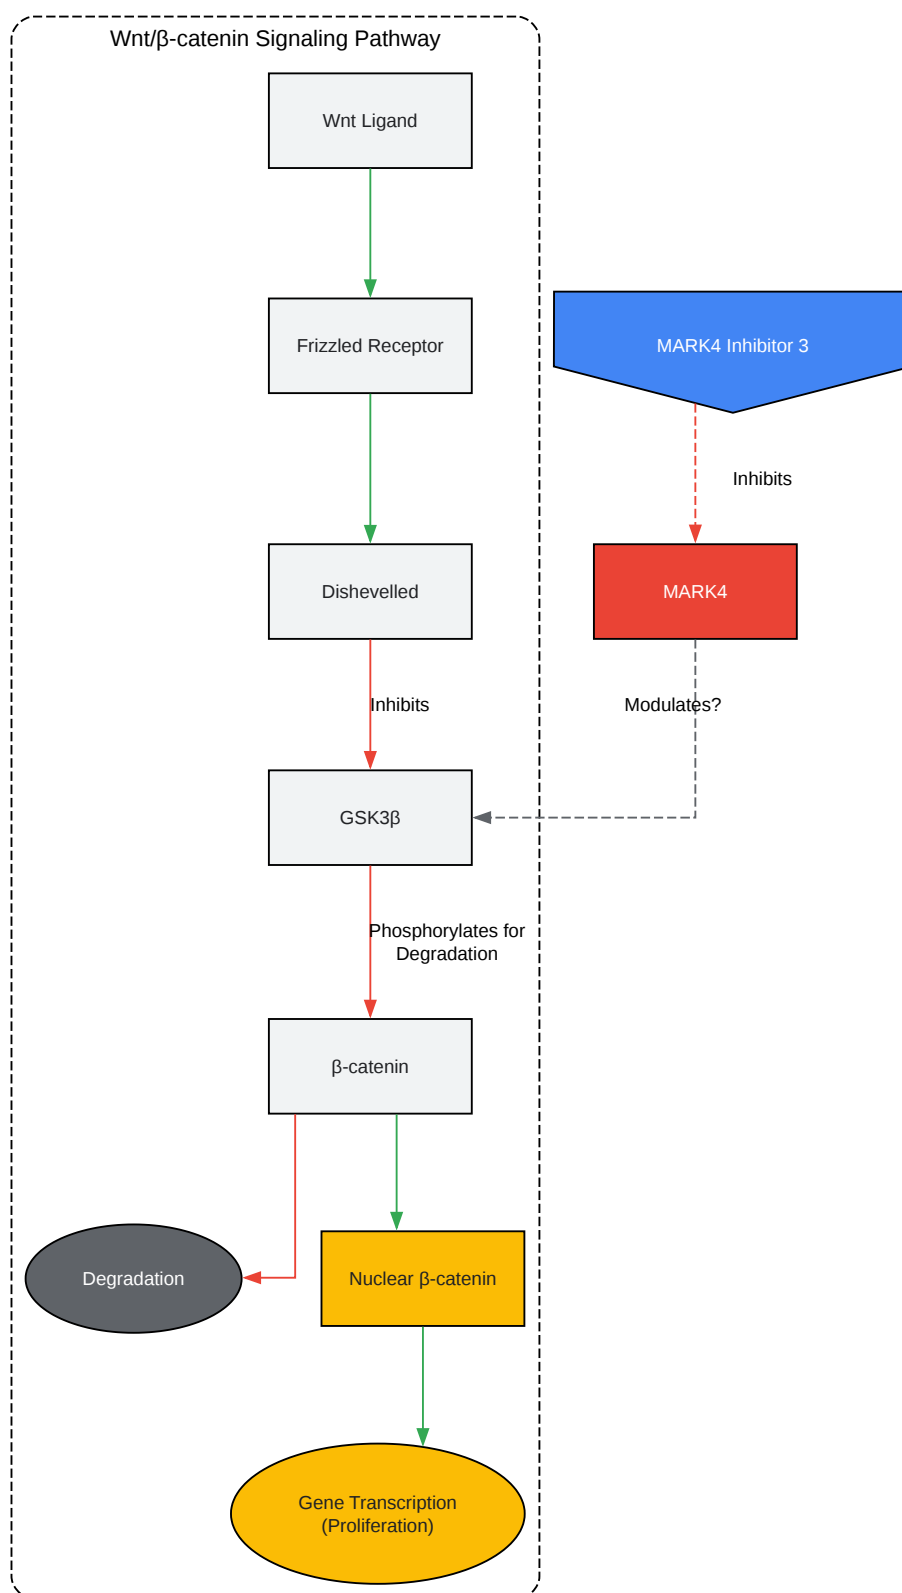 Wnt/β-catenin Signaling Pathway
Wnt Ligand
Frizzled Receptor
MARK4 Inhibitor 3
Inhibits
Dishevelled
MARK4
Inhibits
Modulates?
GSK3β
Phosphorylates for
Degradation
β-catenin
Degradation
Nuclear β-catenin
Gene Transcription
(Proliferation)